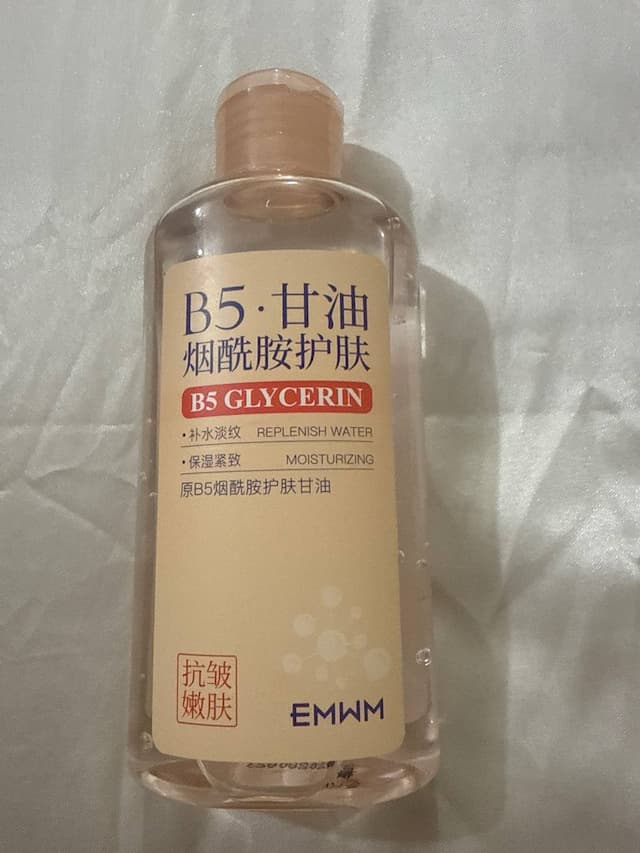 B5·甘油
烟酰胺护肤
B5 GLYCERIN
·补水淡纹 REPLENISH WATER
·保湿紧致 MOISTURIZING
原B5烟酰胺护肤甘油
抗皱
嫩肤
EMWM